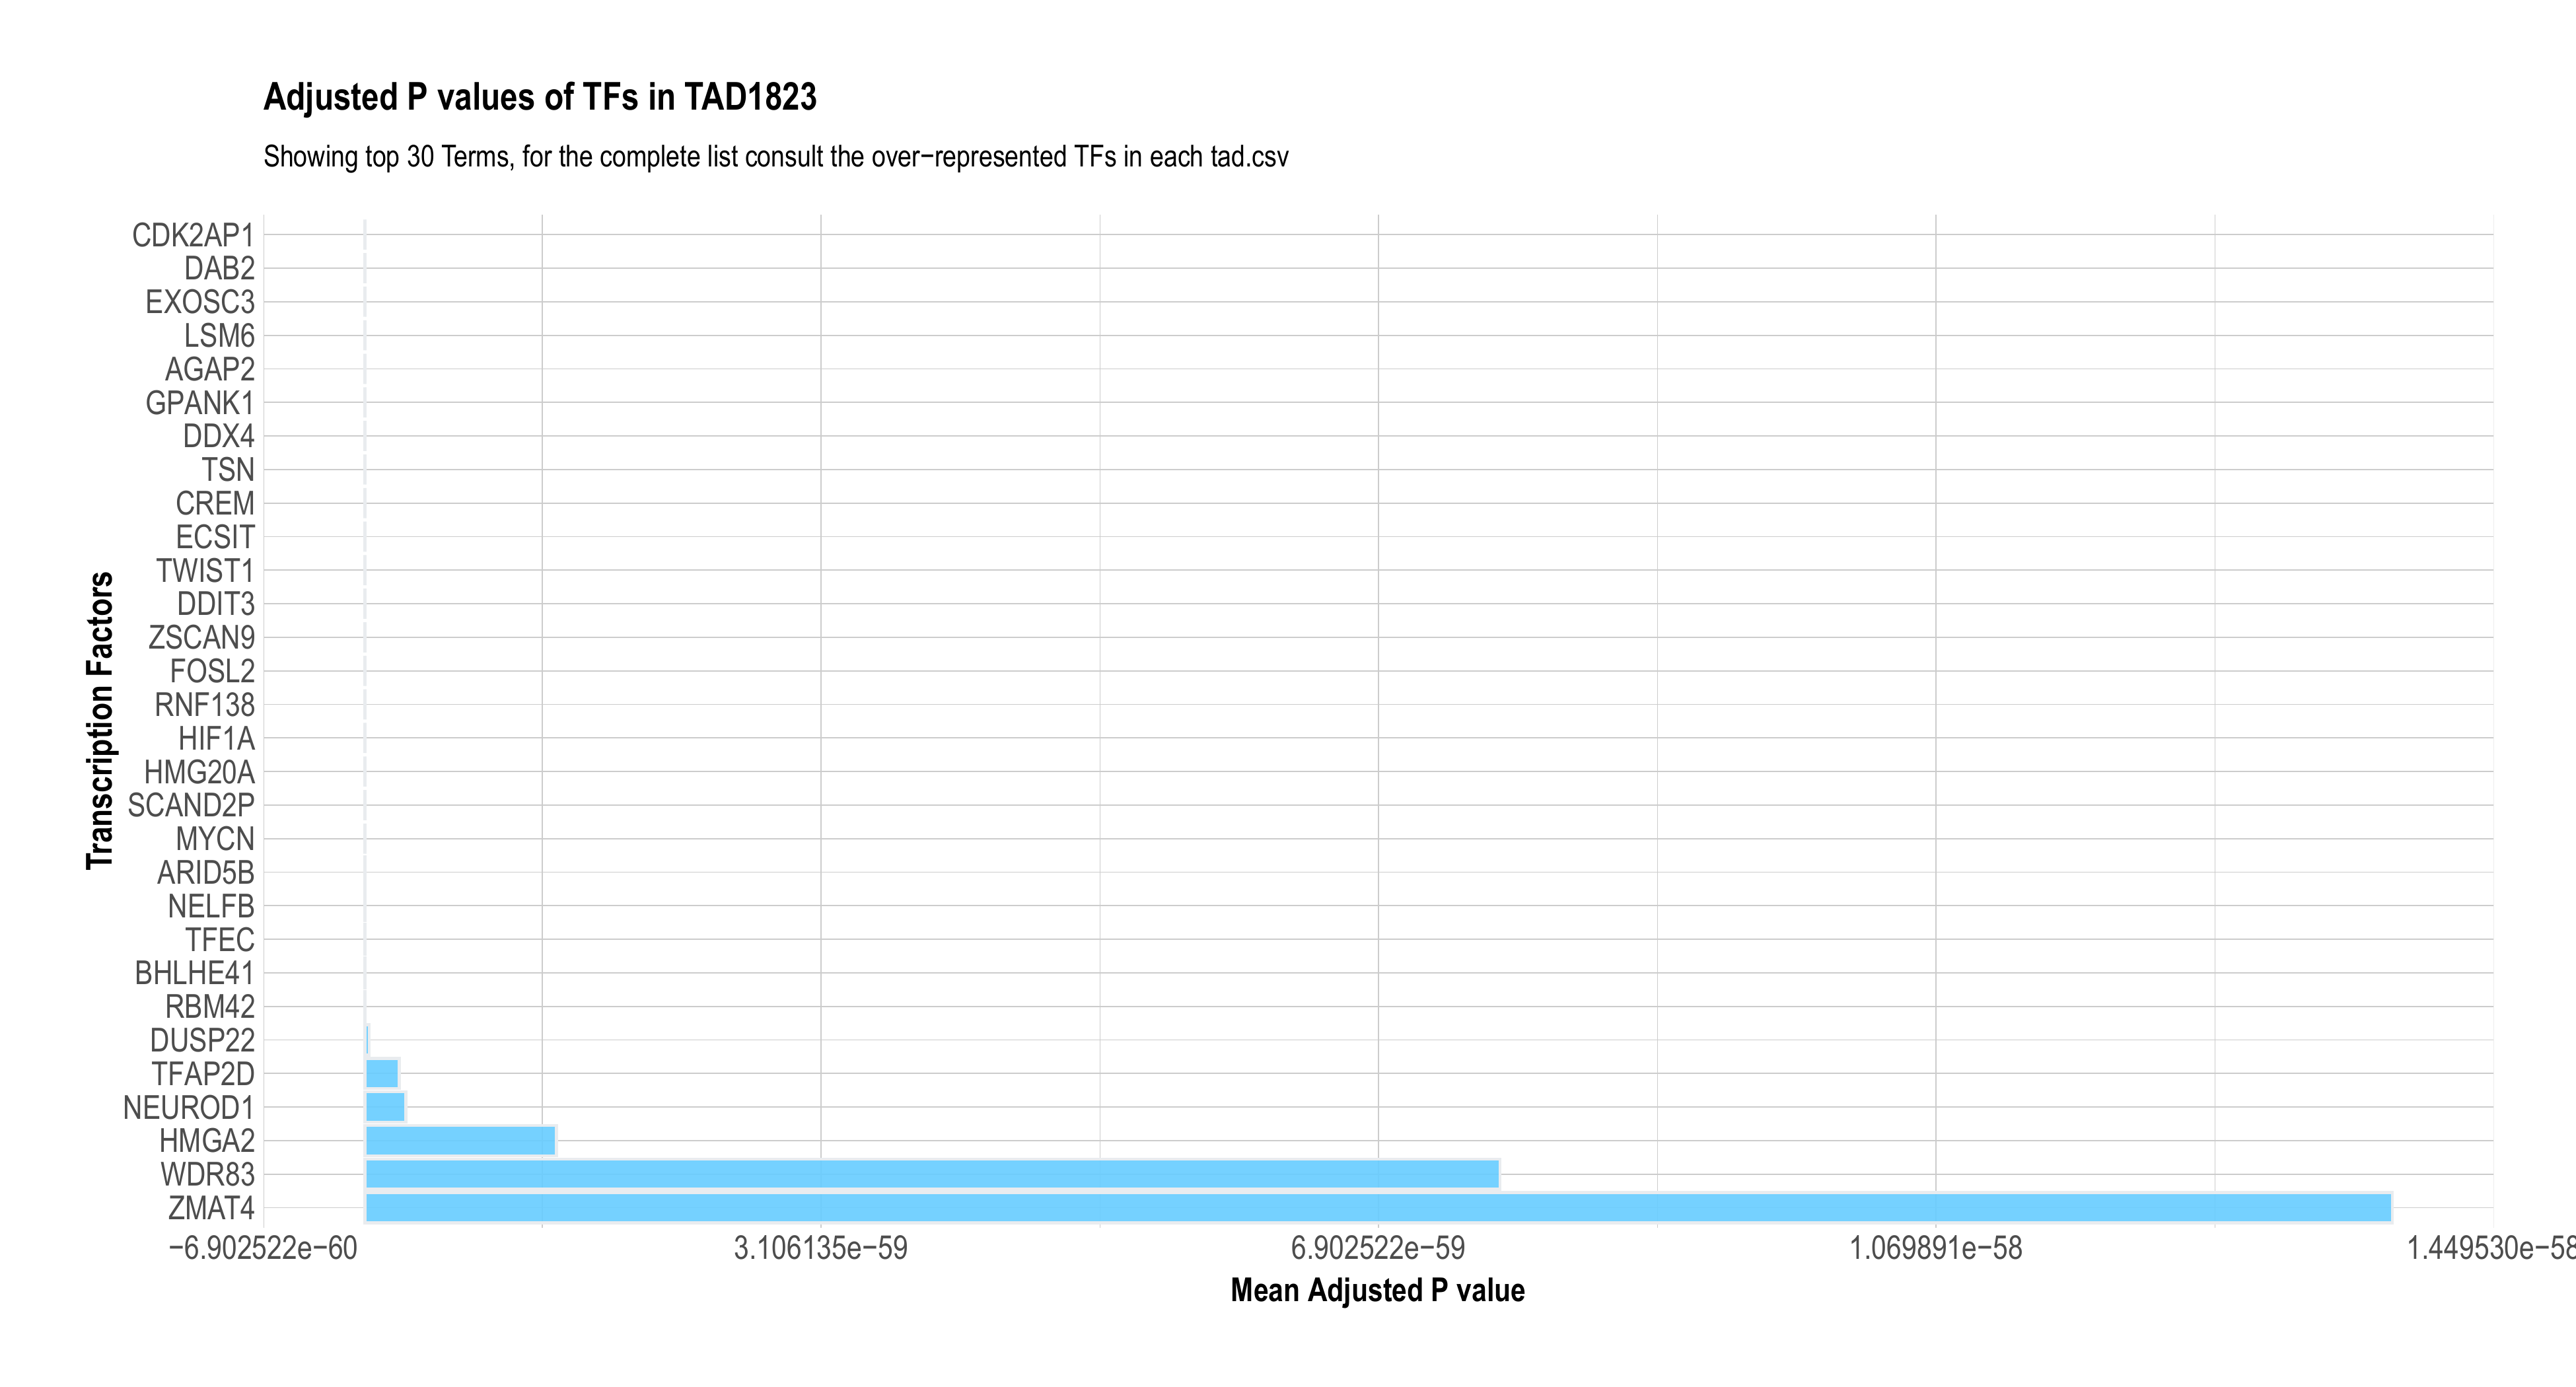 Adjusted P values of TFs in TAD1823
Showing top 30 Terms, for the complete list consult the over−represented TFs in each tad.csv
Transcription Factors
CDK2AP1
DAB2
EXOSC3
LSM6
AGAP2
GPANK1
DDX4
TSN
CREM
ECSIT
TWIST1
DDIT3
ZSCAN9
FOSL2
RNF138
HIF1A
HMG20A
SCAND2P
MYCN
ARID5B
NELFB
TFEC
BHLHE41
RBM42
DUSP22
TFAP2D
NEUROD1
HMGA2
WDR83
ZMAT4
−6.902522e−60 3.106135e−59 6.902522e−59 1.069891e−58 1.449530e−58
Mean Adjusted P value